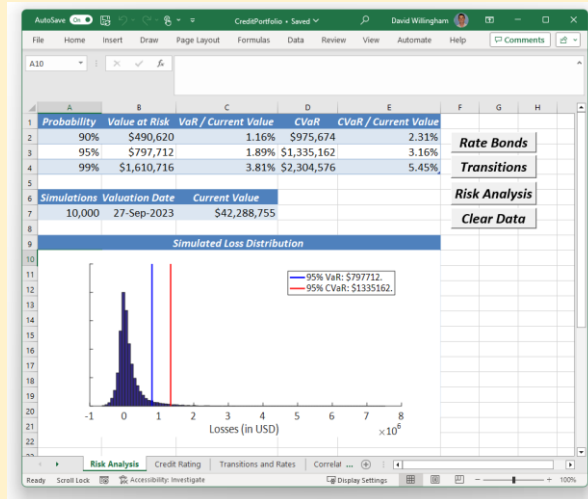 AutoSave On CreditPortfolio • Saved David Willingham
File Home Insert Draw Page Layout Formulas Data Review View Automate Help Comments
A10 fx
A B C D E F G H
1 Probability Value at Risk VaR / Current Value CVaR CVaR / Current Value
2 90% $490,620 1.16% $975,674 2.31%
3 95% $797,712 1.89% $1,335,162 3.16%
4 99% $1,610,716 3.81% $2,304,576 5.45%
Rate Bonds
Transitions
Risk Analysis
Clear Data
5
6 Simulations Valuation Date Current Value
7 10,000 27-Sep-2023 $42,288,755
8
9 Simulated Loss Distribution
10
11
12
13
14
15
16
17
18
19
20
21
22
95% VaR: $797712.
95% CVaR: $1335162.
-1 0 1 2 3 4 5 6 7 8
Losses (in USD) ×10⁶
Risk Analysis Credit Rating Transitions and Rates Correlat ...
Ready Scroll Lock Accessibility: Investigate Display Settings 100%